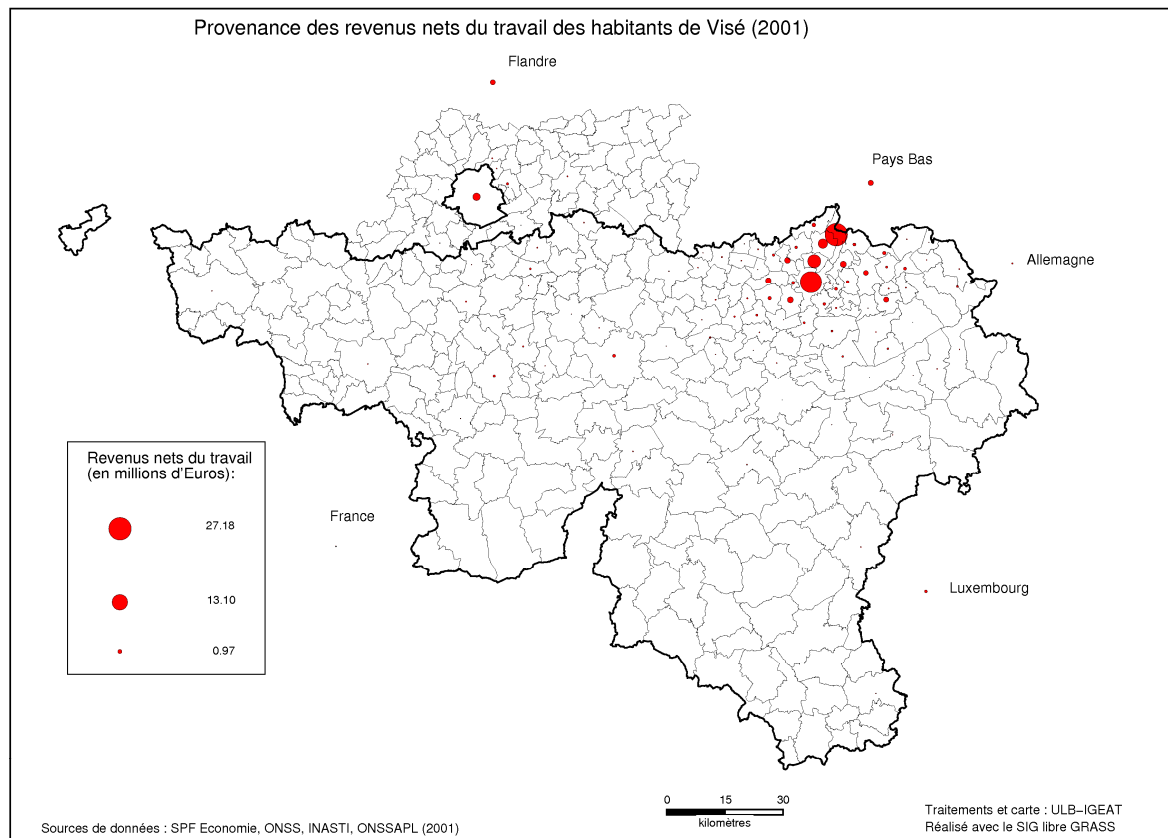 Provenance des revenus nets du travail des habitants de Visé (2001)
Flandre
Pays Bas
Allemagne
Revenus nets du travail
(en millions d'Euros):
27.18
13.10
0.97
France
Luxembourg
0 15 30
kilomètres
Sources de données : SPF Economie, ONSS, INASTI, ONSSAPL (2001)
Traitements et carte : ULB–IGEAT
Réalisé avec le SIG libre GRASS